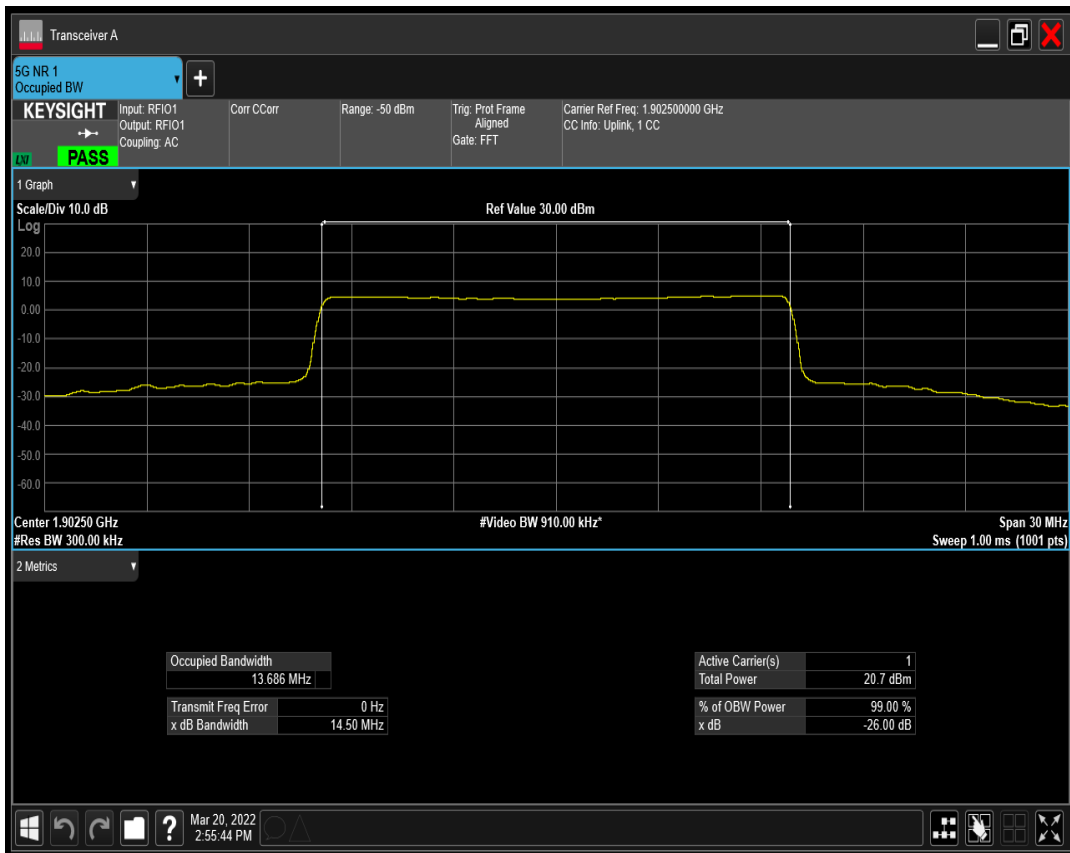 Transceiver A
5G NR 1
Occupied BW
+
KEYSIGHT
LXI
PASS
Input: RFIO1
Output: RFIO1
Coupling: AC
Corr CCorr
Range: -50 dBm
Trig: Prot Frame
Aligned
Gate: FFT
Carrier Ref Freq: 1.902500000 GHz
CC Info: Uplink, 1 CC
1 Graph
Scale/Div 10.0 dB
Ref Value 30.00 dBm
Log
20.0
10.0
0.00
-10.0
-20.0
-30.0
-40.0
-50.0
-60.0
Center 1.90250 GHz
#Video BW 910.00 kHz*
Span 30 MHz
#Res BW 300.00 kHz
Sweep 1.00 ms (1001 pts)
2 Metrics
Occupied Bandwidth
13.686 MHz
Transmit Freq Error 0 Hz
x dB Bandwidth 14.50 MHz
Active Carrier(s) 1
Total Power 20.7 dBm
% of OBW Power 99.00 %
x dB -26.00 dB
?
Mar 20, 2022
2:55:44 PM